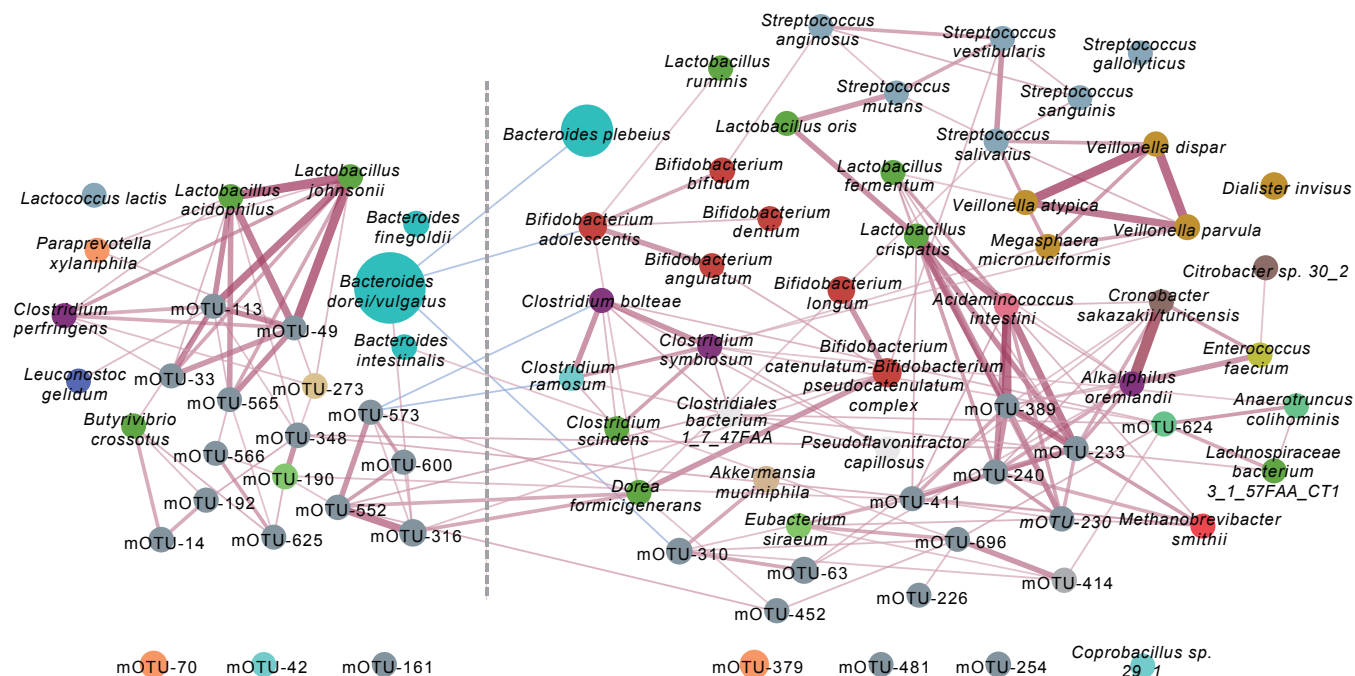 Streptococcus
anginosus
Streptococcus
vestibularis
Streptococcus
gallolyticus
Lactobacillus
ruminis
Streptococcus
mutans
Streptococcus
sanguinis
Bacteroides plebeius
Lactobacillus oris
Streptococcus
salivarius
Veillonella dispar
Lactobacillus
johnsonii
Lactobacillus
acidophilus
Lactococcus lactis
Bifidobacterium
bifidum
Lactobacillus
fermentum
Dialister invisus
Veillonella atypica
Veillonella parvula
Bacteroides
finegoldii
Bifidobacterium
adolescentis
Bifidobacterium
dentium
Lactobacillus
crispatus
Megasphaera
micronuciformis
Paraprevotella
xylaniphila
Bifidobacterium
angulatum
Citrobacter sp. 30_2
Bacteroides
dorei/vulgatus
Bifidobacterium
longum
Clostridium
perfringens
mOTU-113
mOTU-49
Clostridium bolteae
Acidaminococcus
intestini
Cronobacter
sakazakii/turicensis
Bacteroides
intestinalis
Clostridium
symbiosum
Bifidobacterium
catenulatum-Bifidobacterium
pseudocatenulatum
complex
Enterococcus
faecium
Leuconostoc
gelidum
mOTU-33
mOTU-273
mOTU-565
mOTU-573
Clostridium
ramosum
Alkaliphilus
oremlandii
Anaerotruncus
colihominis
Butyrivibrio
crossotus
mOTU-348
Clostridium
scindens
Clostridiales
bacterium
1_7_47FAA
mOTU-389
mOTU-624
mOTU-566
mOTU-600
Pseudoflavonifractor
capillosus
mOTU-233
mOTU-240
Lachnospiraceae
bacterium
3_1_57FAA_CT1
mOTU-190
Akkermansia
muciniphila
mOTU-192
mOTU-552
Dorea
formicigenerans
mOTU-411
mOTU-230
Methanobrevibacter
smithii
mOTU-14
mOTU-625
mOTU-316
Eubacterium
siraeum
mOTU-310
mOTU-696
mOTU-63
mOTU-414
mOTU-226
mOTU-452
mOTU-70
mOTU-42
mOTU-161
mOTU-379
mOTU-481
mOTU-254
Coprobacillus sp.
29_1